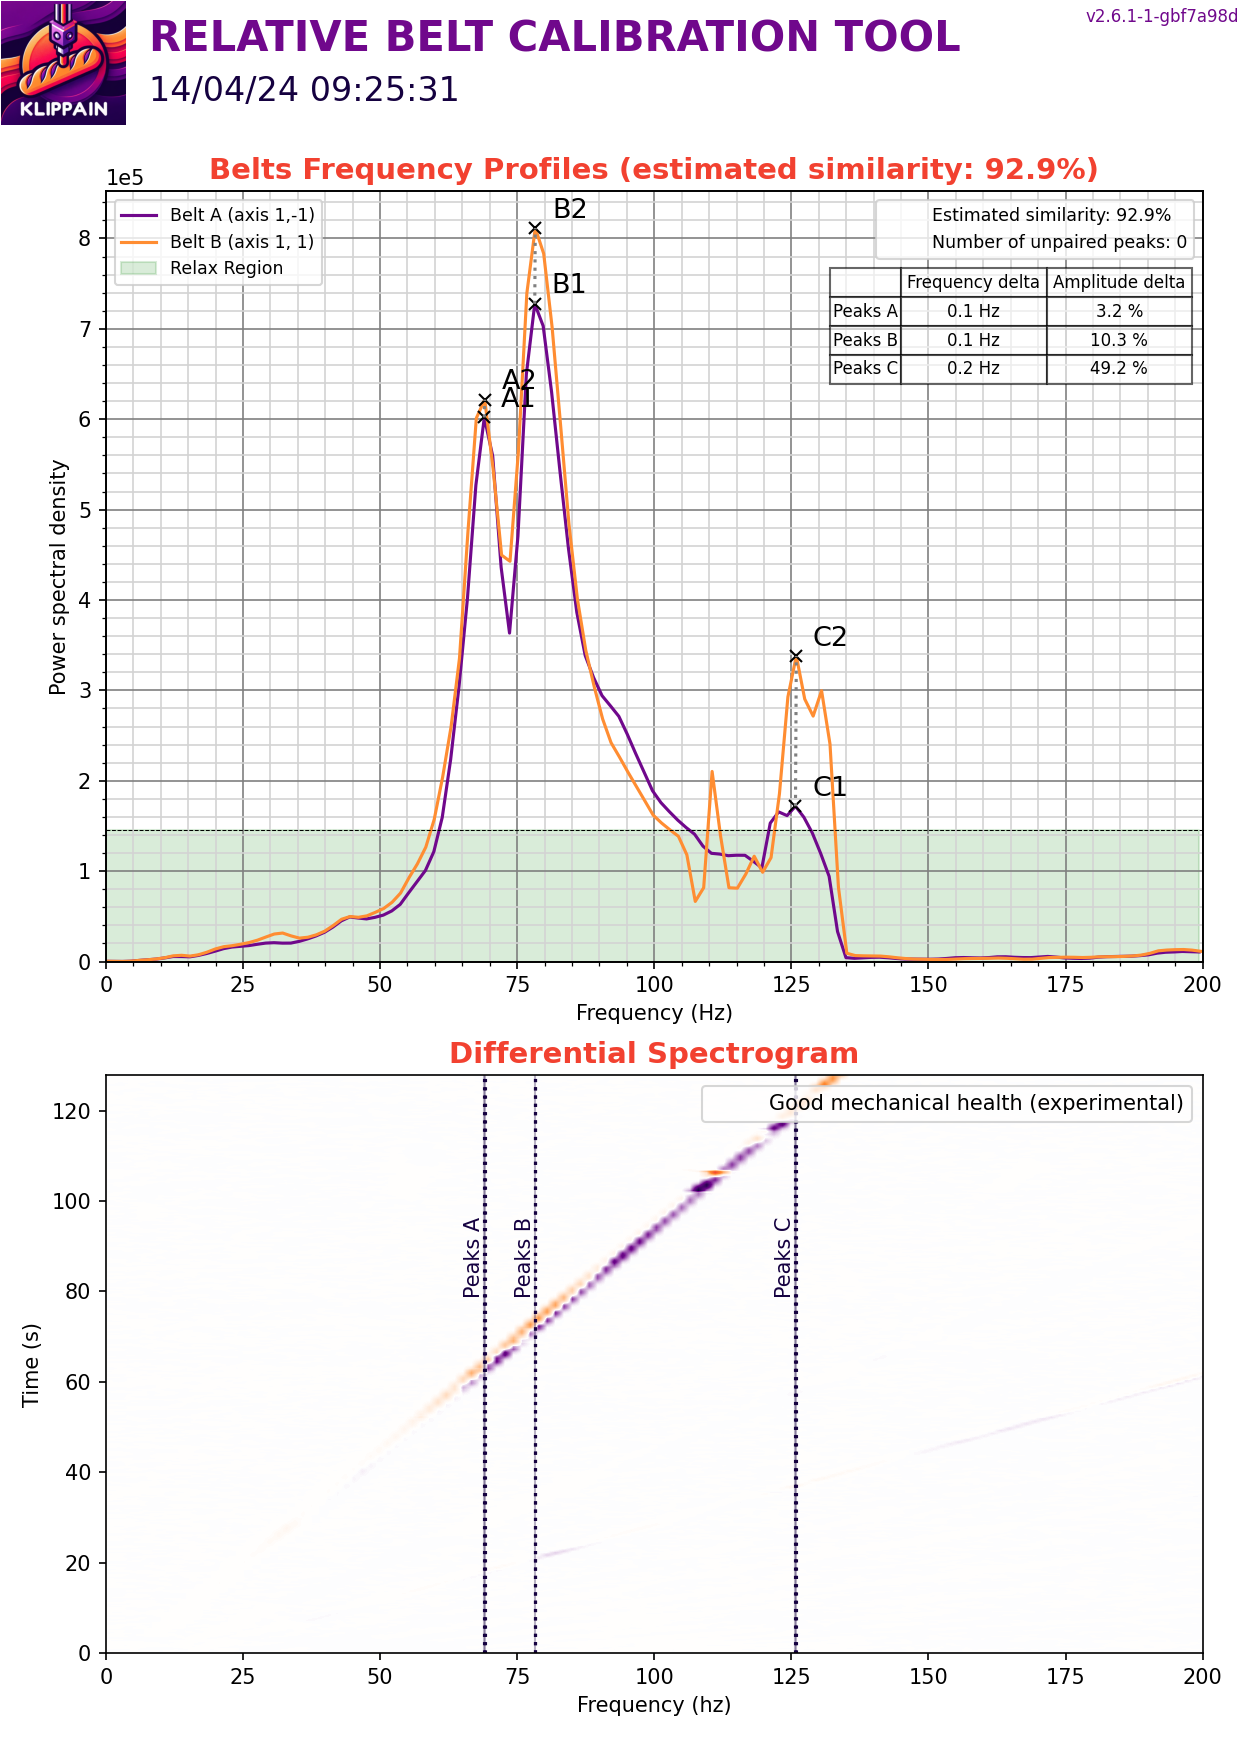 KLIPPAIN
RELATIVE BELT CALIBRATION TOOL
v2.6.1-1-gbf7a98d
14/04/24 09:25:31
Belts Frequency Profiles (estimated similarity: 92.9%)
1e5
Belt A (axis 1,-1)
Belt B (axis 1, 1)
Relax Region
Estimated similarity: 92.9%
Number of unpaired peaks: 0
Frequency delta Amplitude delta
Peaks A 0.1 Hz 3.2 %
Peaks B 0.1 Hz 10.3 %
Peaks C 0.2 Hz 49.2 %
B2
B1
A2
A1
C2
C1
Power spectral density
8
7
6
5
4
3
2
1
0
0 25 50 75 100 125 150 175 200
Frequency (Hz)
Differential Spectrogram
Good mechanical health (experimental)
Peaks A
Peaks B
Peaks C
Time (s)
120
100
80
60
40
20
0
0 25 50 75 100 125 150 175 200
Frequency (hz)